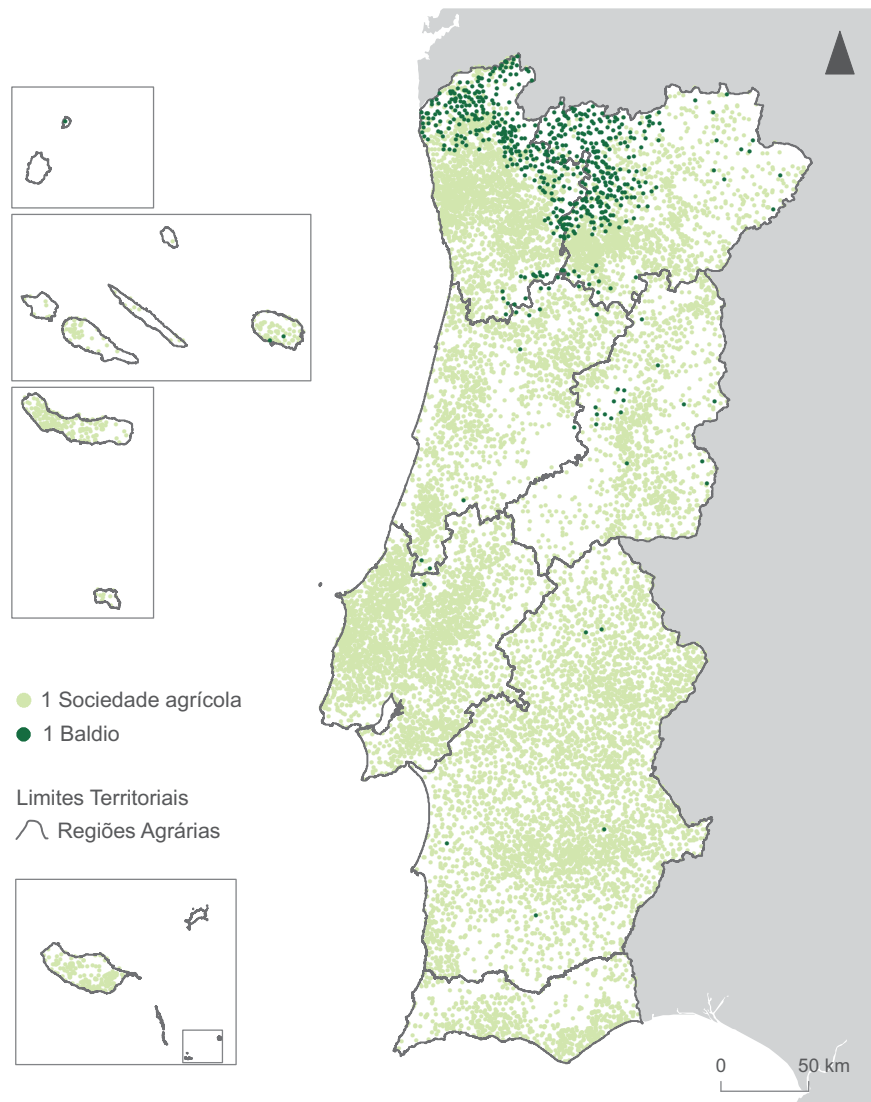 1 Sociedade agrícola
1 Baldio
Limites Territoriais
Regiões Agrárias
0 50 km